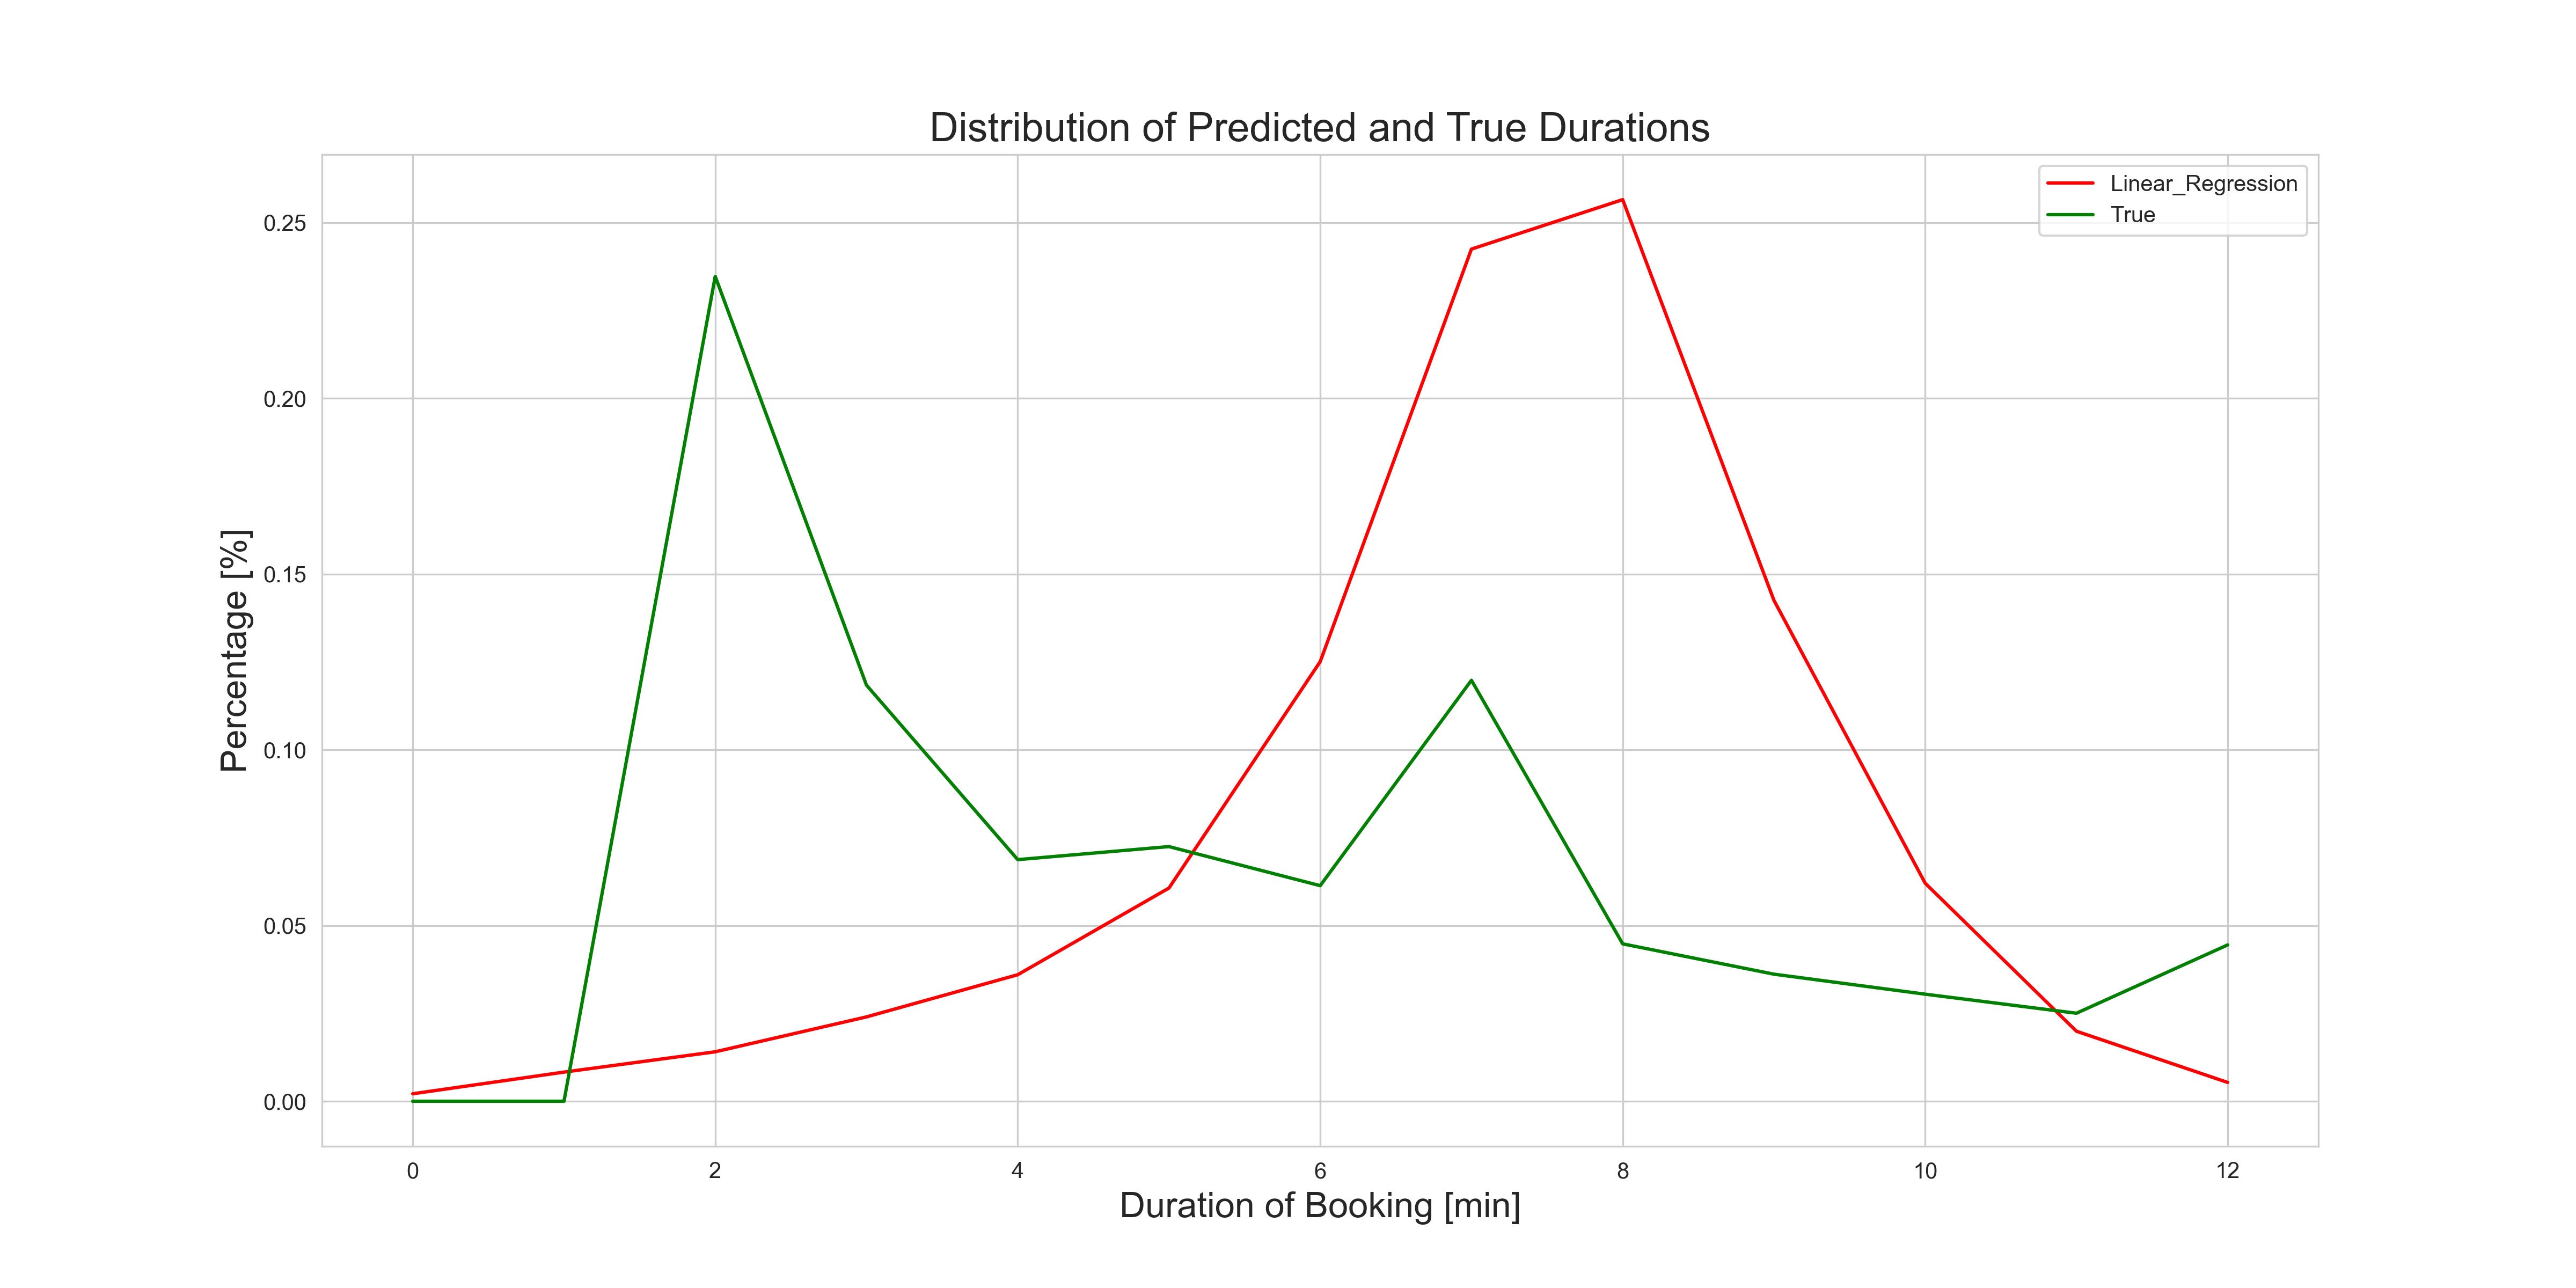 Distribution of Predicted and True Durations
Linear_Regression
True
Percentage [%]
0.25
0.20
0.15
0.10
0.05
0.00
0 2 4 6 8 10 12
Duration of Booking [min]